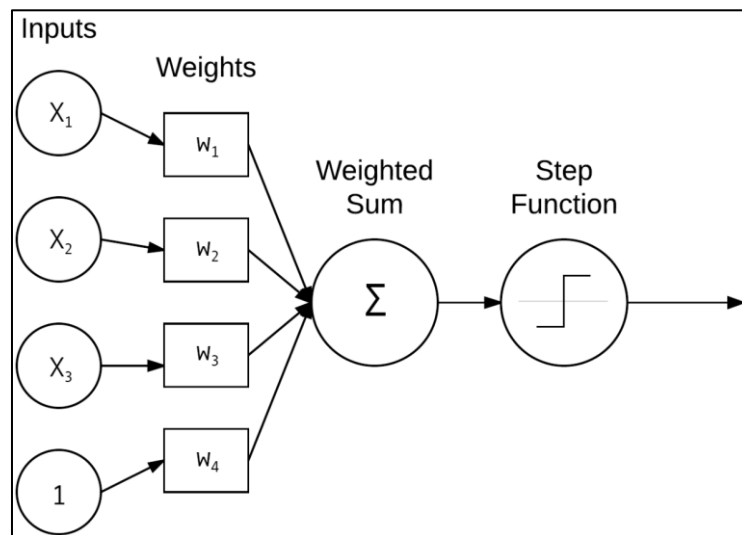 Inputs
Weights
X₁
w₁
X₂
w₂
X₃
w₃
1
w₄
Weighted
Sum
Σ
Step
Function